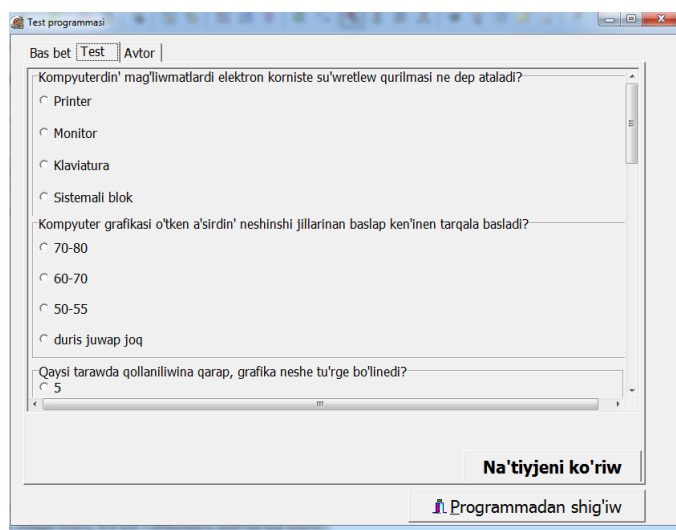 Test programmasi
Bas bet Test Avtor
Kompyuterdin' mag'liwmatlardi elektron korniste su'wretlew qurilmasi ne dep ataladi?
Printer
Monitor
Klaviatura
Sistemali blok
Kompyuter grafikasi o'tken a'sirdin' neshinshi jillarinan baslap ken'inen tarqala basladi?
70-80
60-70
50-55
duris juwap joq
Qaysi tarawda qollaniliwina qarap, grafika neshe tu'rge bo'linedi?
5
Na'tiyjeni ko'riw
Programmadan shig'iw